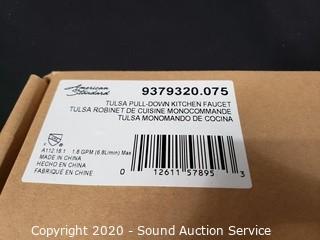 American Standard
9379320.075
TULSA PULL-DOWN KITCHEN FAUCET
TULSA ROBINET DE CUISINE MONOCOMMANDE
TULSA MONOMANDO DE COCINA
A112.18.1 1.8 GPM (6.8L/min) Max
MADE IN CHINA
HECHO EN CHINA
FABRIQUÉ EN CHINE
0 12611 57895 3
Copyright 2020 - Sound Auction Service